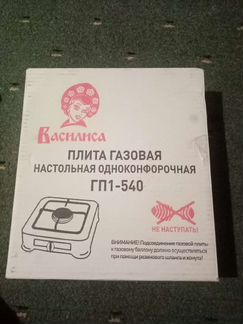 Василиса
ПЛИТА ГАЗОВАЯ
НАСТОЛЬНАЯ ОДНОКОНФОРОЧНАЯ
ГП1-540
НЕ НАСТУПАТЬ!
ВНИМАНИЕ! Подсоединение газовой плиты
к газовому баллону должно осуществляться
при помощи резинового шланга и хомута!